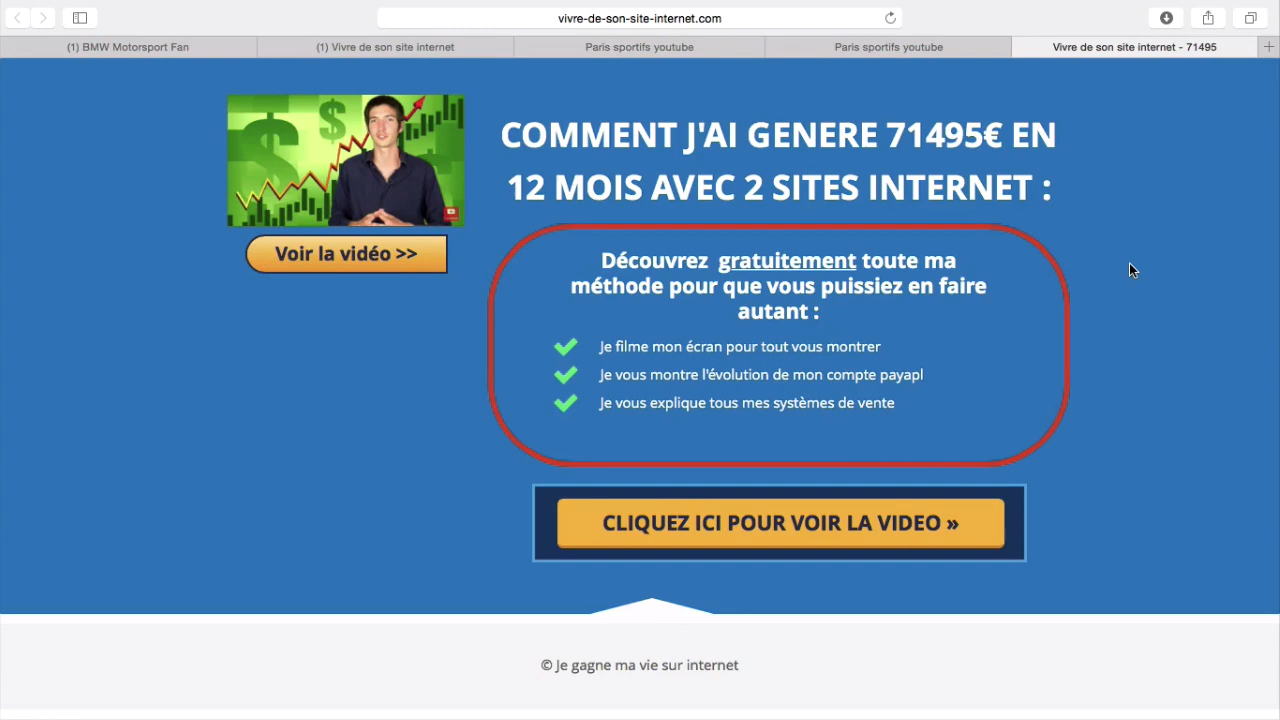 vivre-de-son-site-internet.com
(1) BMW Motorsport Fan
(1) Vivre de son site internet
Paris sportifs youtube
Paris sportifs youtube
Vivre de son site internet - 71495
COMMENT J'AI GENERE 71495€ EN
12 MOIS AVEC 2 SITES INTERNET :
Voir la vidéo >>
Découvrez gratuitement toute ma
méthode pour que vous puissiez en faire
autant :
Je filme mon écran pour tout vous montrer
Je vous montre l'évolution de mon compte payapl
Je vous explique tous mes systèmes de vente
CLIQUEZ ICI POUR VOIR LA VIDEO »
© Je gagne ma vie sur internet